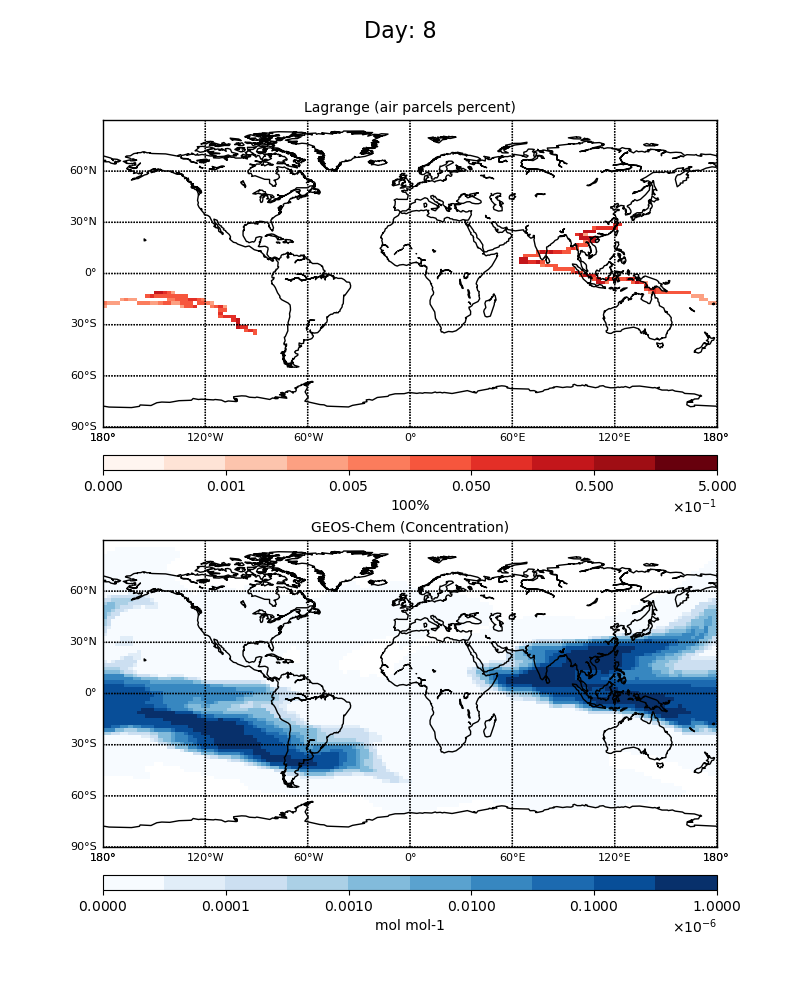 Day: 8
Lagrange (air parcels percent)
60°N
30°N
0°
30°S
60°S
90°S
180° 120°W 60°W 0° 60°E 120°E 180°
0.000 0.001 0.005 0.050 0.500 5.000
100% ×10⁻¹
GEOS-Chem (Concentration)
60°N
30°N
0°
30°S
60°S
90°S
180° 120°W 60°W 0° 60°E 120°E 180°
0.0000 0.0001 0.0010 0.0100 0.1000 1.0000
mol mol-1 ×10⁻⁶